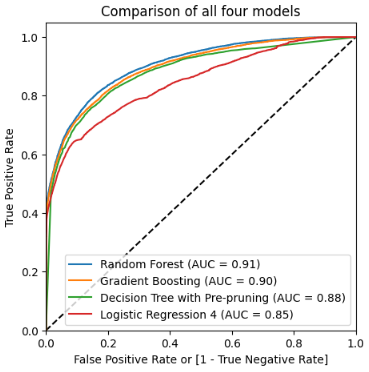 Comparison of all four models
True Positive Rate
1.0
0.8
0.6
0.4
0.2
0.0
Random Forest (AUC = 0.91)
Gradient Boosting (AUC = 0.90)
Decision Tree with Pre-pruning (AUC = 0.88)
Logistic Regression 4 (AUC = 0.85)
0.0 0.2 0.4 0.6 0.8 1.0
False Positive Rate or [1 - True Negative Rate]